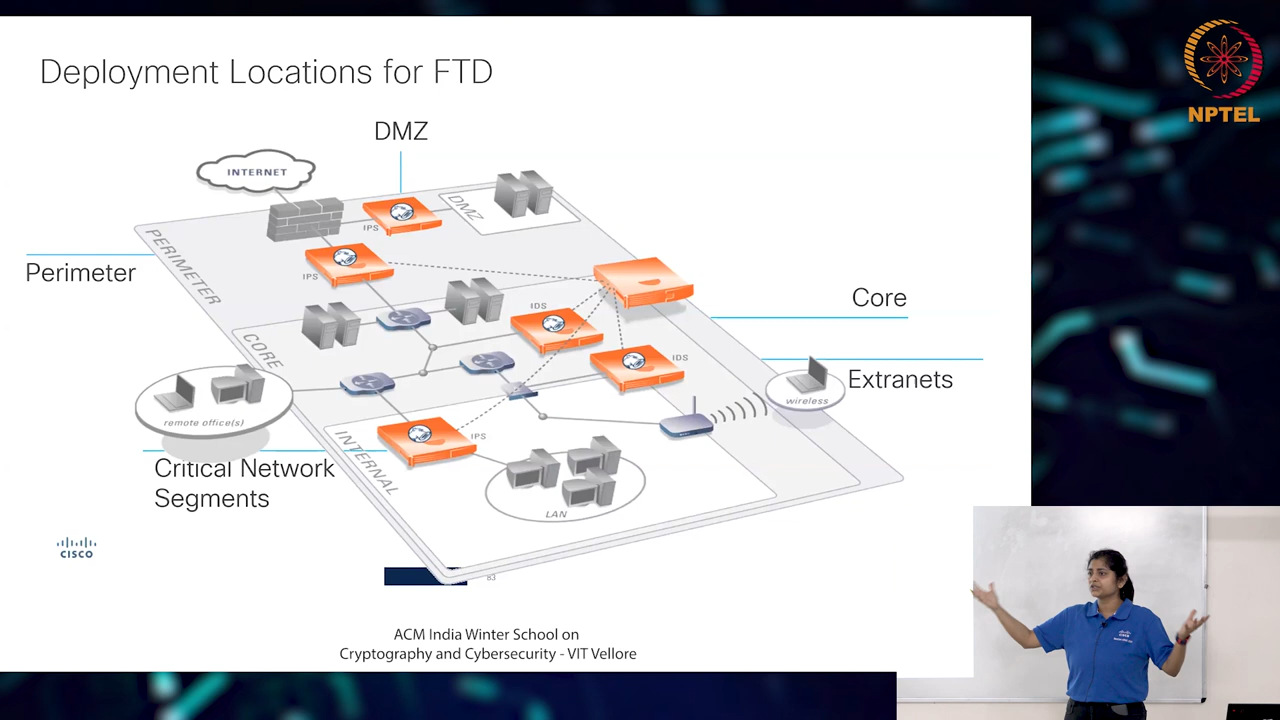 Deployment Locations for FTD
NPTEL
DMZ
INTERNET
IPS
DMZ
PERIMETER
Perimeter
IPS
IDS
Core
CORE
IDS
Extranets
wireless
remote office(s)
INTERNAL
IPS
Critical Network
Segments
LAN
CISCO
83
ACM India Winter School on
Cryptography and Cybersecurity - VIT Vellore